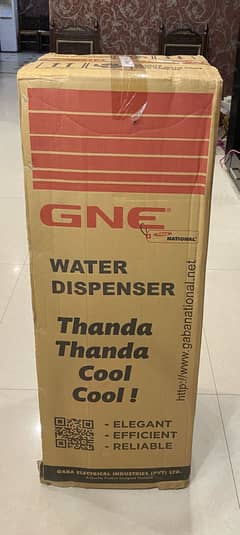 GNE®
NATIONAL
WATER
DISPENSER
Thanda
Thanda
Cool
Cool !
http://www.gabanational.net
- ELEGANT
- EFFICIENT
- RELIABLE
GABA ELECTRICAL INDUSTRIES (PVT) LTD.